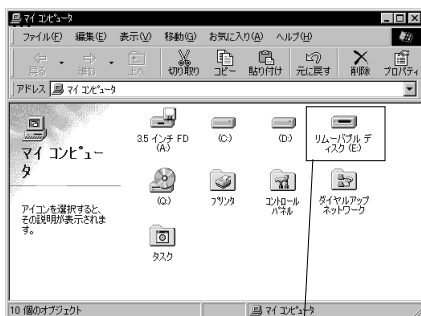 マイ コンピュータ
ファイル(F) 編集(E) 表示(V) 移動(G) お気に入り(A) ヘルプ(H)
戻る 進む 上へ 切り取り コピー 貼り付け 元に戻す 削除 プロパティ
アドレス マイ コンピュータ
マイ コンピュー
タ
アイコンを選択すると、
その説明が表示されま
す。
3.5 インチ FD
(A:)
(C:)
(D:)
リムーバブル デ
ィスク (E:)
(Q:)
プリンタ
コントロール
パネル
ダイヤルアップ
ネットワーク
タスク
10 個のオブジェクト
マイ コンピュータ